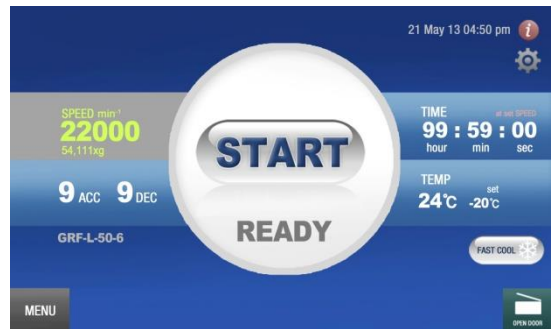 21 May 13 04:50 pm
i
SPEED min⁻¹
22000
54,111xg
9 ACC 9 DEC
GRF-L-50-6
START
READY
TIME at set SPEED
99 : 59 : 00
hour min sec
TEMP
set
24°C -20°C
FAST COOL
MENU
OPEN DOOR